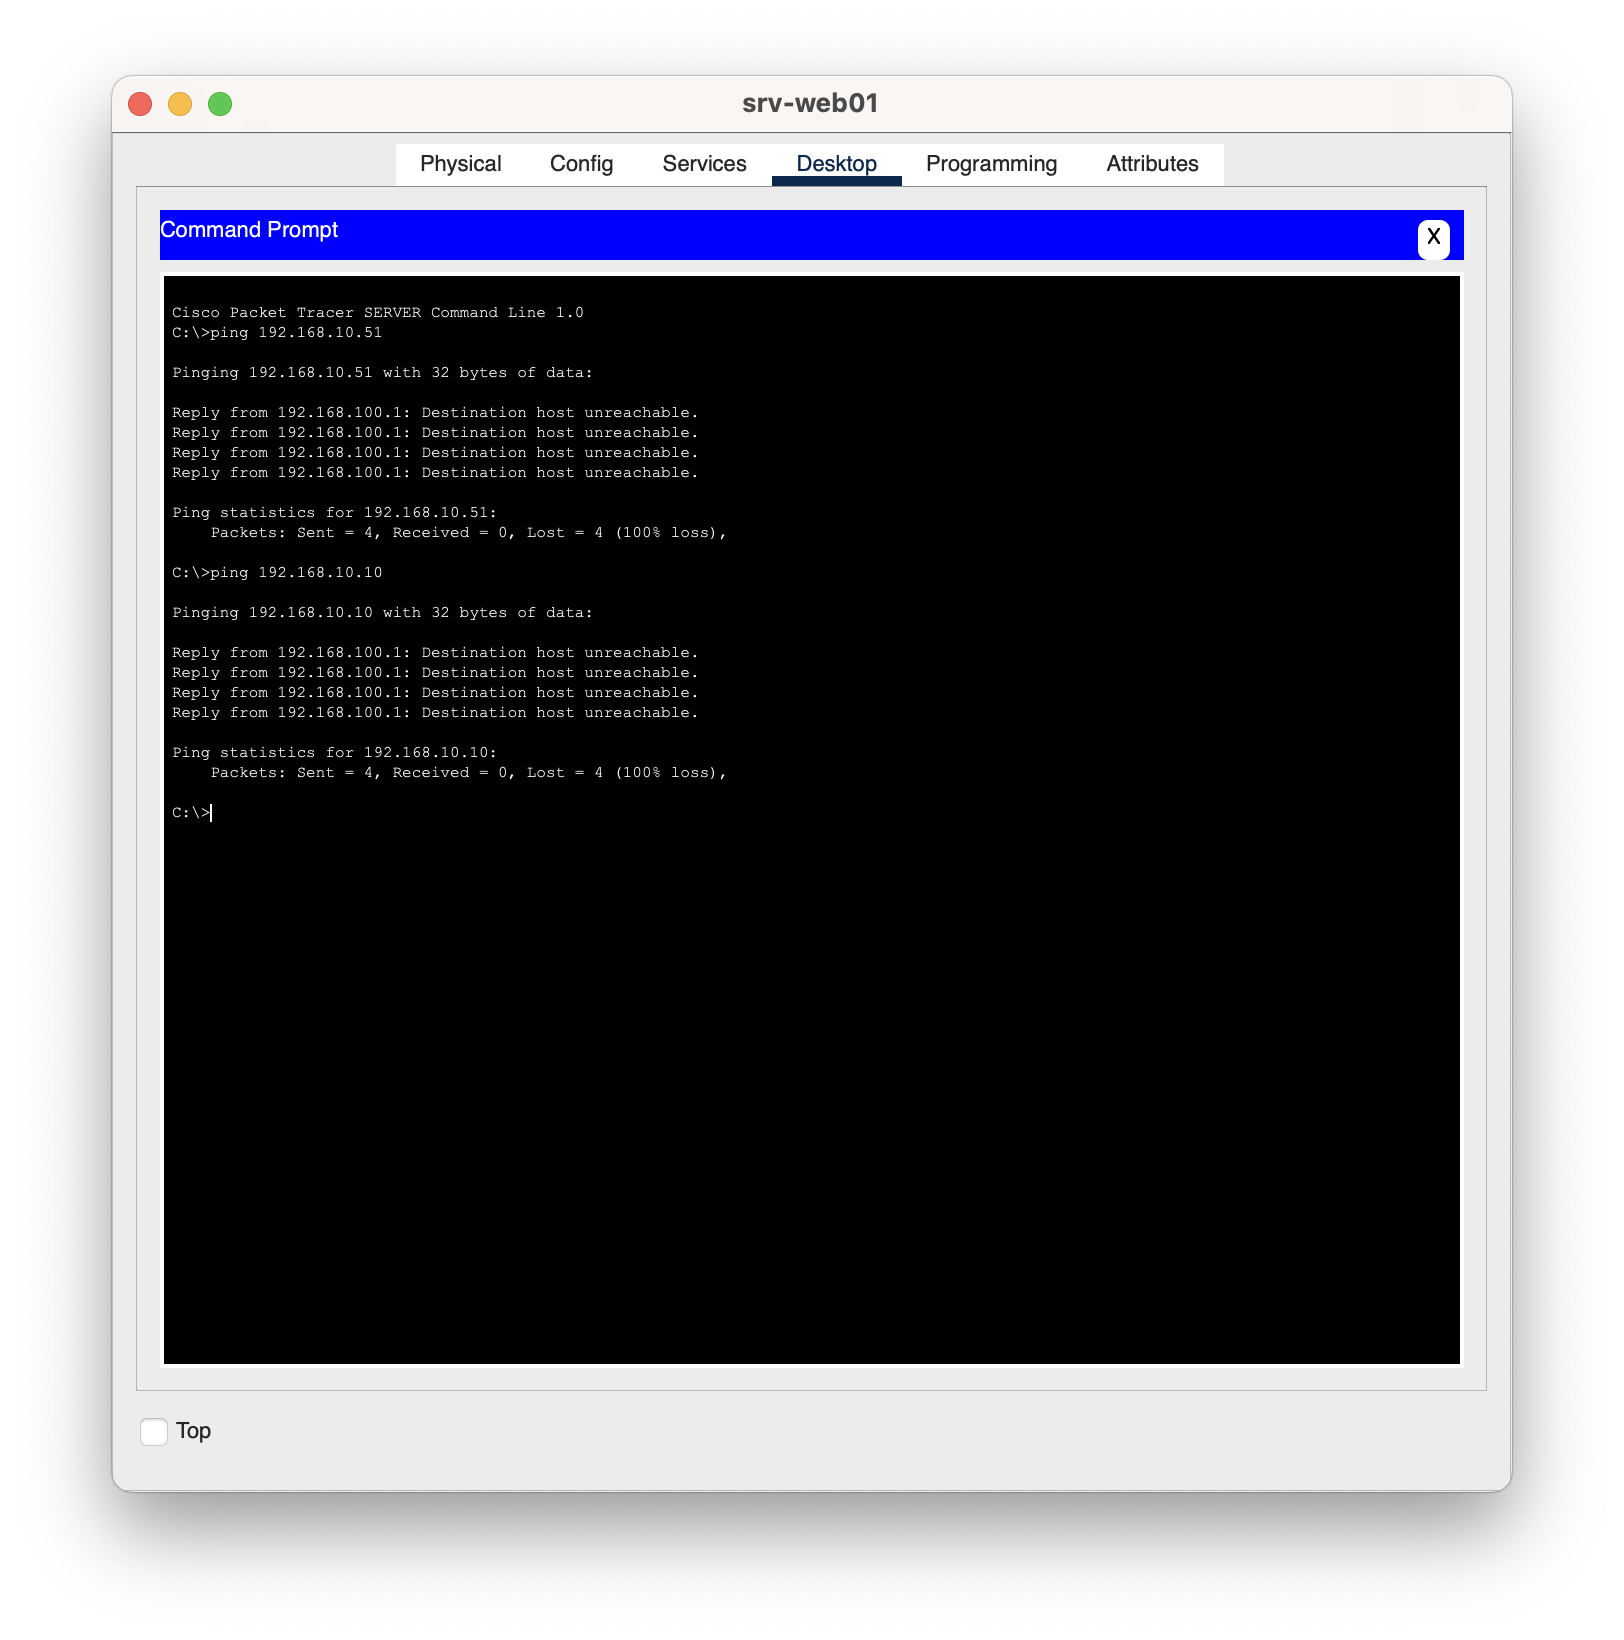 srv-web01
Physical Config Services Desktop Programming Attributes
Command Prompt
X
Cisco Packet Tracer SERVER Command Line 1.0
C:\>ping 192.168.10.51
Pinging 192.168.10.51 with 32 bytes of data:
Reply from 192.168.100.1: Destination host unreachable.
Reply from 192.168.100.1: Destination host unreachable.
Reply from 192.168.100.1: Destination host unreachable.
Reply from 192.168.100.1: Destination host unreachable.
Ping statistics for 192.168.10.51:
    Packets: Sent = 4, Received = 0, Lost = 4 (100% loss),
C:\>ping 192.168.10.10
Pinging 192.168.10.10 with 32 bytes of data:
Reply from 192.168.100.1: Destination host unreachable.
Reply from 192.168.100.1: Destination host unreachable.
Reply from 192.168.100.1: Destination host unreachable.
Reply from 192.168.100.1: Destination host unreachable.
Ping statistics for 192.168.10.10:
    Packets: Sent = 4, Received = 0, Lost = 4 (100% loss),
C:\>
Top